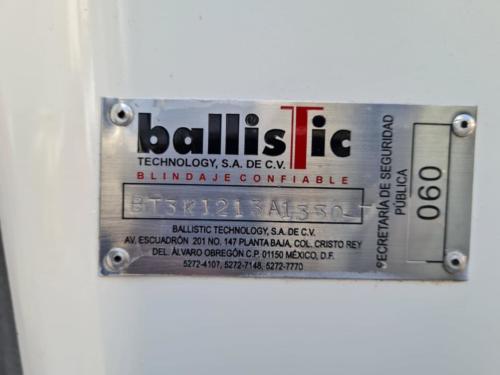 ballisTic
TECHNOLOGY, S.A. DE C.V.
BLINDAJE CONFIABLE
BALLISTIC TECHNOLOGY, S.A. DE C.V.
AV. ESCUADRÓN 201 NO. 147 PLANTA BAJA, COL. CRISTO REY
DEL. ÁLVARO OBREGÓN C.P. 01150 MÉXICO, D.F.
5272-4107, 5272-7148, 5272-7770
SECRETARÍA DE SEGURIDAD
PÚBLICA
060